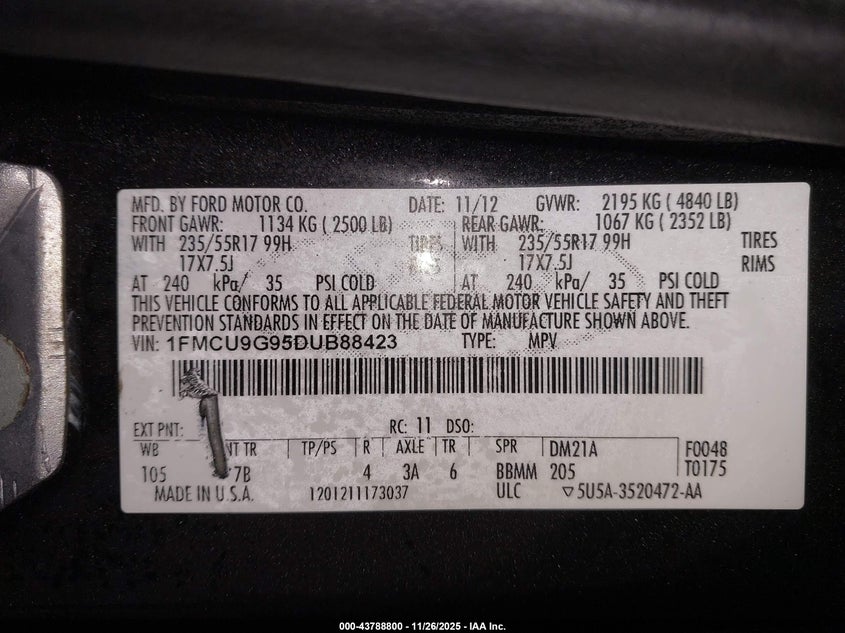 MFD. BY FORD MOTOR CO. DATE: 11/12 GVWR: 2195 KG ( 4840 LB)
FRONT GAWR: 1134 KG ( 2500 LB) REAR GAWR: 1067 KG ( 2352 LB)
WITH 235/55R17 99H TIRES WITH 235/55R17 99H TIRES
17X7.5J RIMS 17X7.5J RIMS
AT 240 kPa/ 35 PSI COLD AT 240 kPa/ 35 PSI COLD
THIS VEHICLE CONFORMS TO ALL APPLICABLE FEDERAL MOTOR VEHICLE SAFETY AND THEFT
PREVENTION STANDARDS IN EFFECT ON THE DATE OF MANUFACTURE SHOWN ABOVE.
VIN: 1FMCU9G95DUB88423 TYPE: MPV
EXT PNT: RC: 11 DSO:
WB NT TR TP/PS R AXLE TR SPR DM21A F0048
105 7B 4 3A 6 BBMM 205 T0175
MADE IN U.S.A. 1201211173037 ULC ▽5U5A-3520472-AA
000-43788800 - 11/26/2025 - IAA Inc.